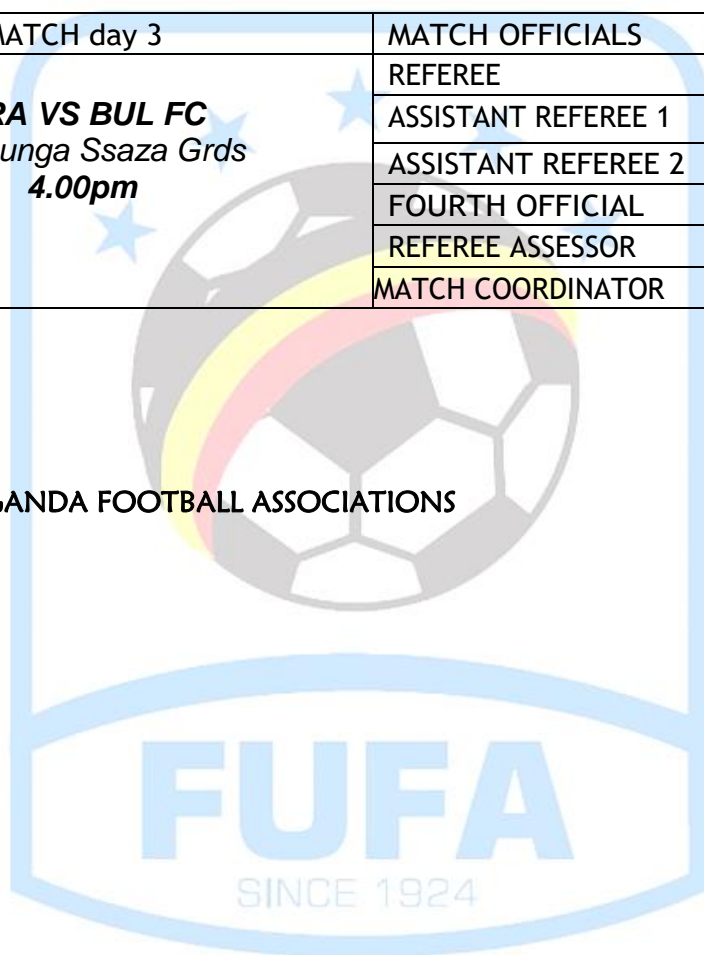 MATCH day 3
MATCH OFFICIALS
RA VS BUL FC
unga Ssaza Grds
4.00pm
REFEREE
ASSISTANT REFEREE 1
ASSISTANT REFEREE 2
FOURTH OFFICIAL
REFEREE ASSESSOR
MATCH COORDINATOR
GANDA FOOTBALL ASSOCIATIONS
FUFA
SINCE 1924